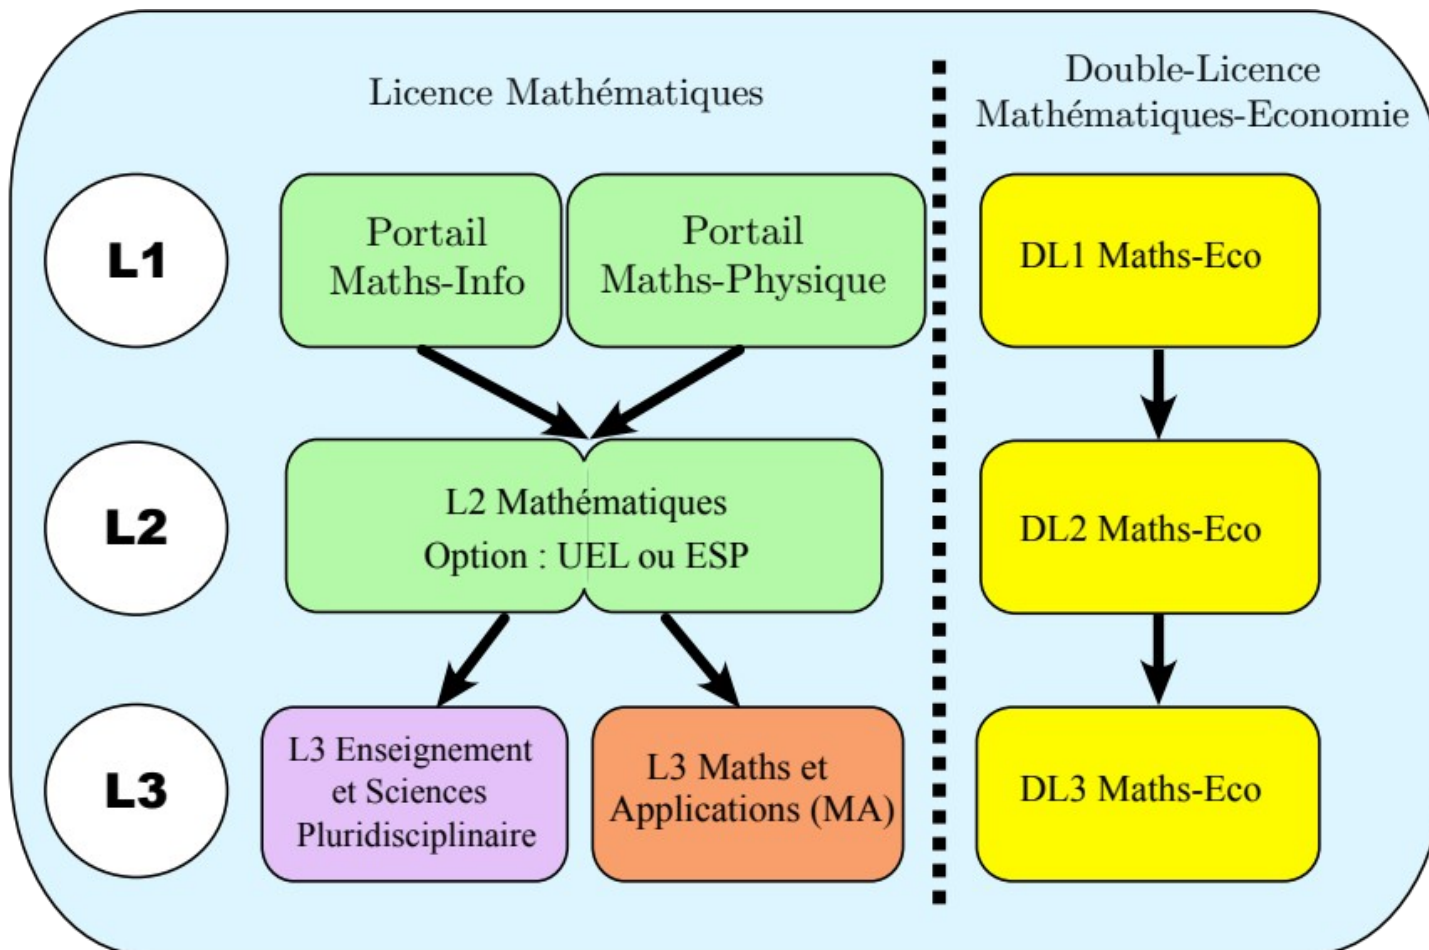 Licence Mathématiques
Double-Licence
Mathématiques-Economie
L1
Portail
Maths-Info
Portail
Maths-Physique
DL1 Maths-Eco
L2
L2 Mathématiques
Option : UEL ou ESP
DL2 Maths-Eco
L3
L3 Enseignement
et Sciences
Pluridisciplinaire
L3 Maths et
Applications (MA)
DL3 Maths-Eco